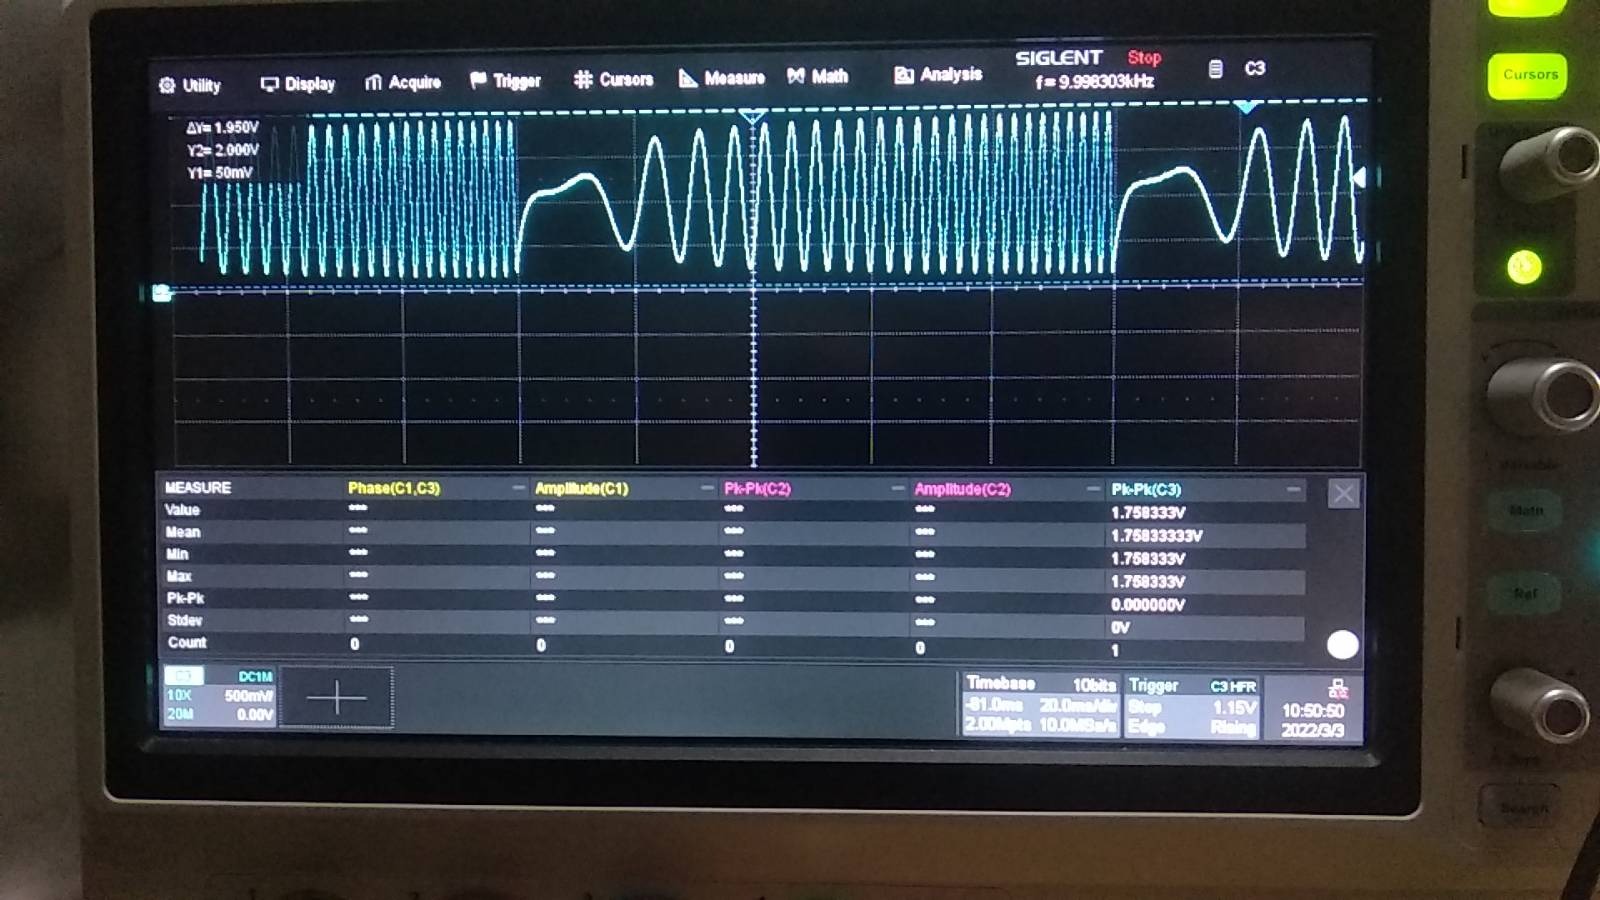 SIGLENT Stop
Utility Display Acquire Trigger Cursors Measure Math Analysis f = 9.998303kHz C3
Cursors
ΔY= 1.950V
Y2= 2.000V
Y1= 50mV
MEASURE Phase(C1,C3) Amplitude(C1) Pk-Pk(C2) Amplitude(C2) Pk-Pk(C3)
Value *** *** *** *** 1.758333V
Mean *** *** *** *** 1.75833333V
Min *** *** *** *** 1.758333V
Max *** *** *** *** 1.758333V
Pk-Pk *** *** *** *** 0.000000V
Stdev *** *** *** *** 0V
Count 0 0 0 0 1
Math
Ref
C3 DC1M
10X 500mV/
20M 0.00V
Timebase 10bits
-81.0ms 20.0ms/div
2.00Mpts 10.0MSa/s
Trigger C3 HFR
Stop 1.15V
Edge Rising
10:50:50
2022/3/3
Search